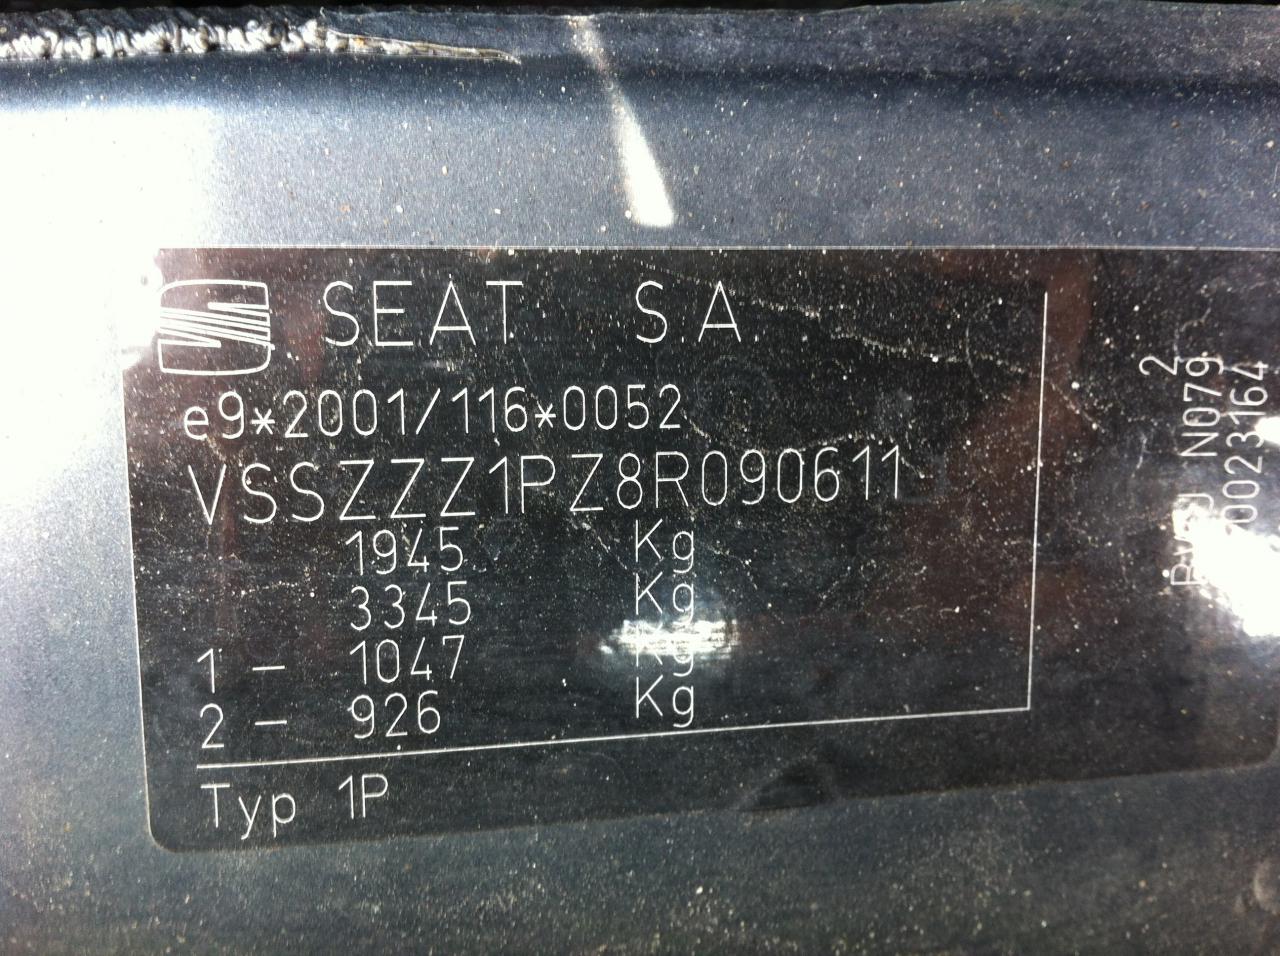 SEAT S.A.
e9*2001/116*0052
VSSZZZ1PZ8R090611
1945 Kg
3345 Kg
1 - 1047 Kg
2 - 926 Kg
Typ 1P
2
N079
0023164